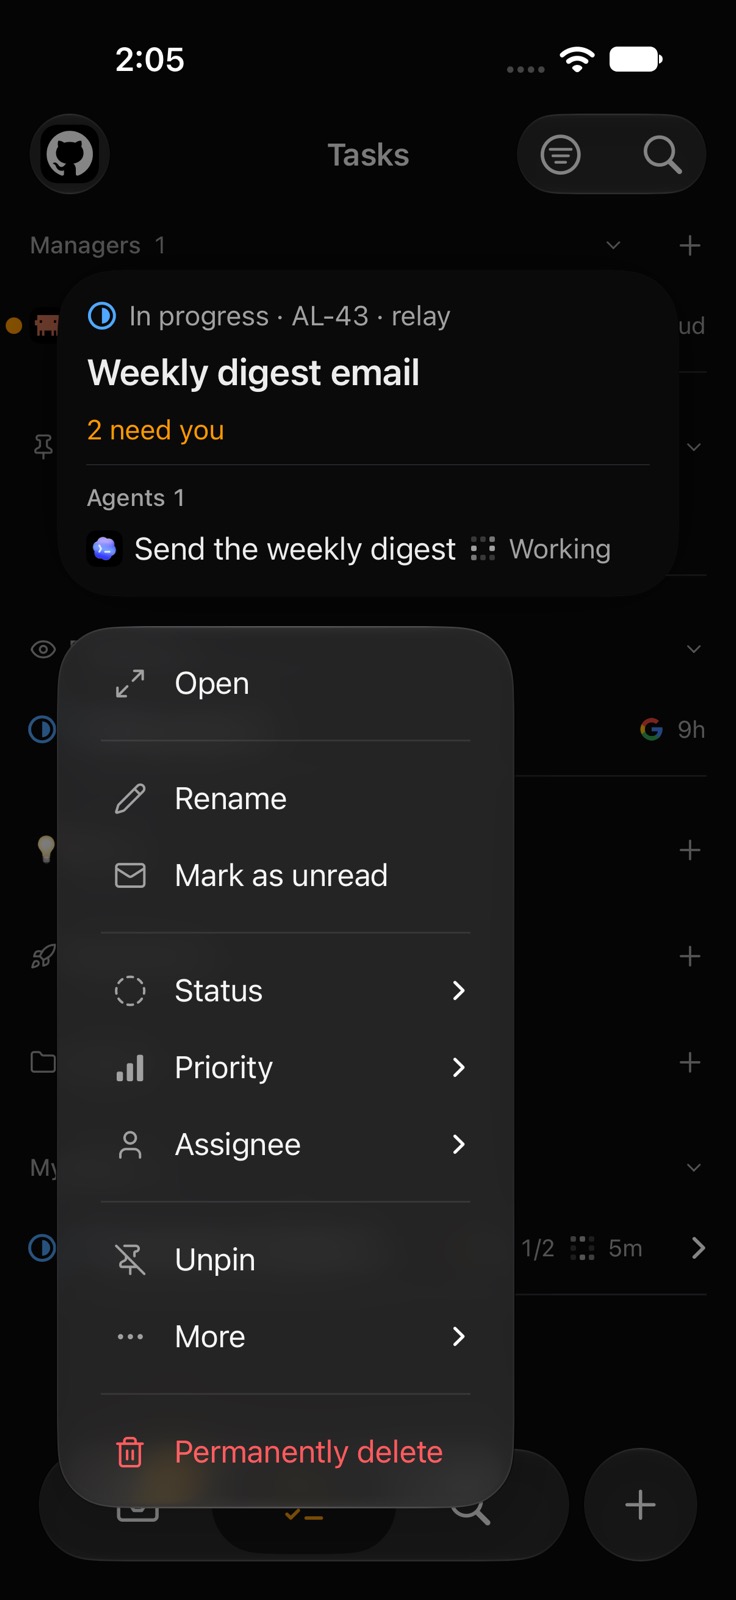 2:05
Tasks
Managers 1
ud
In progress · AL-43 · relay
Weekly digest email
2 need you
Agents 1
Send the weekly digest Working
Open
9h
Rename
Mark as unread
Status
Priority
Assignee
My
Unpin
1/2 5m
More
Permanently delete